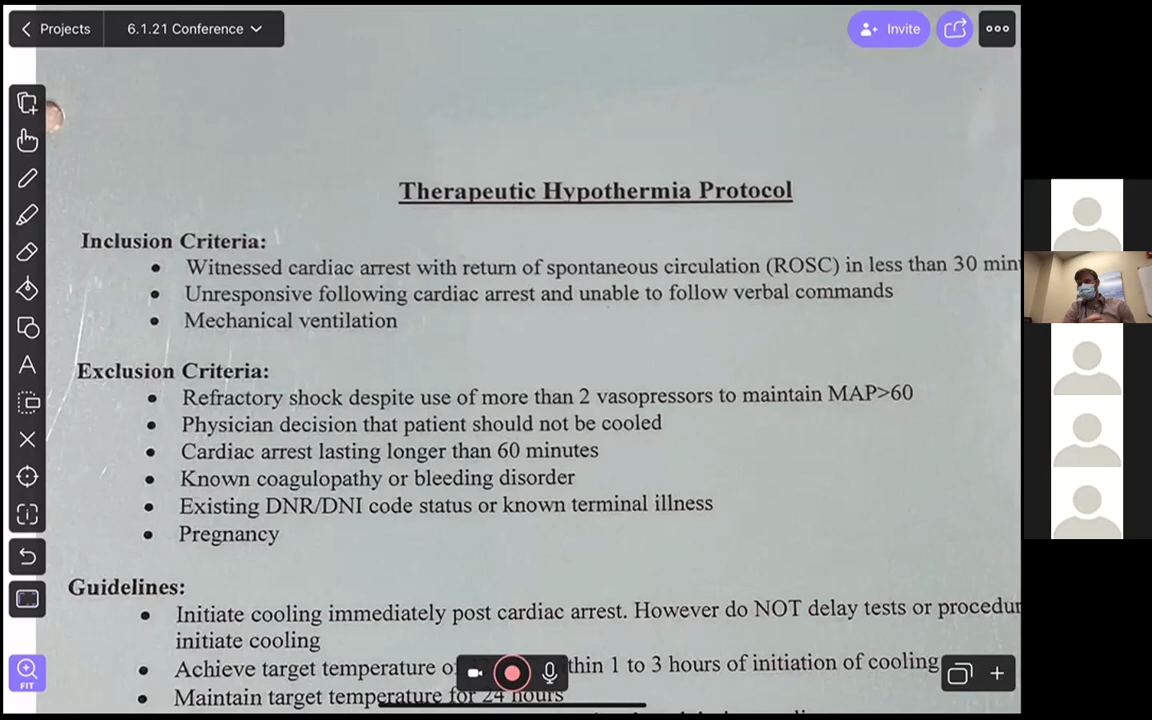 Projects
6.1.21 Conference
Invite
Therapeutic Hypothermia Protocol
Inclusion Criteria:
• Witnessed cardiac arrest with return of spontaneous circulation (ROSC) in less than 30
• Unresponsive following cardiac arrest and unable to follow verbal commands
• Mechanical ventilation
Exclusion Criteria:
• Refractory shock despite use of more than 2 vasopressors to maintain MAP>60
• Physician decision that patient should not be cooled
• Cardiac arrest lasting longer than 60 minutes
• Known coagulopathy or bleeding disorder
• Existing DNR/DNI code status or known terminal illness
• Pregnancy
Guidelines:
• Initiate cooling immediately post cardiac arrest. However do NOT delay tests or
initiate cooling
• Achieve target temperature 1 to 3 hours of initiation of cooling
• Maintain target temperature for 24 hours
A
FIT